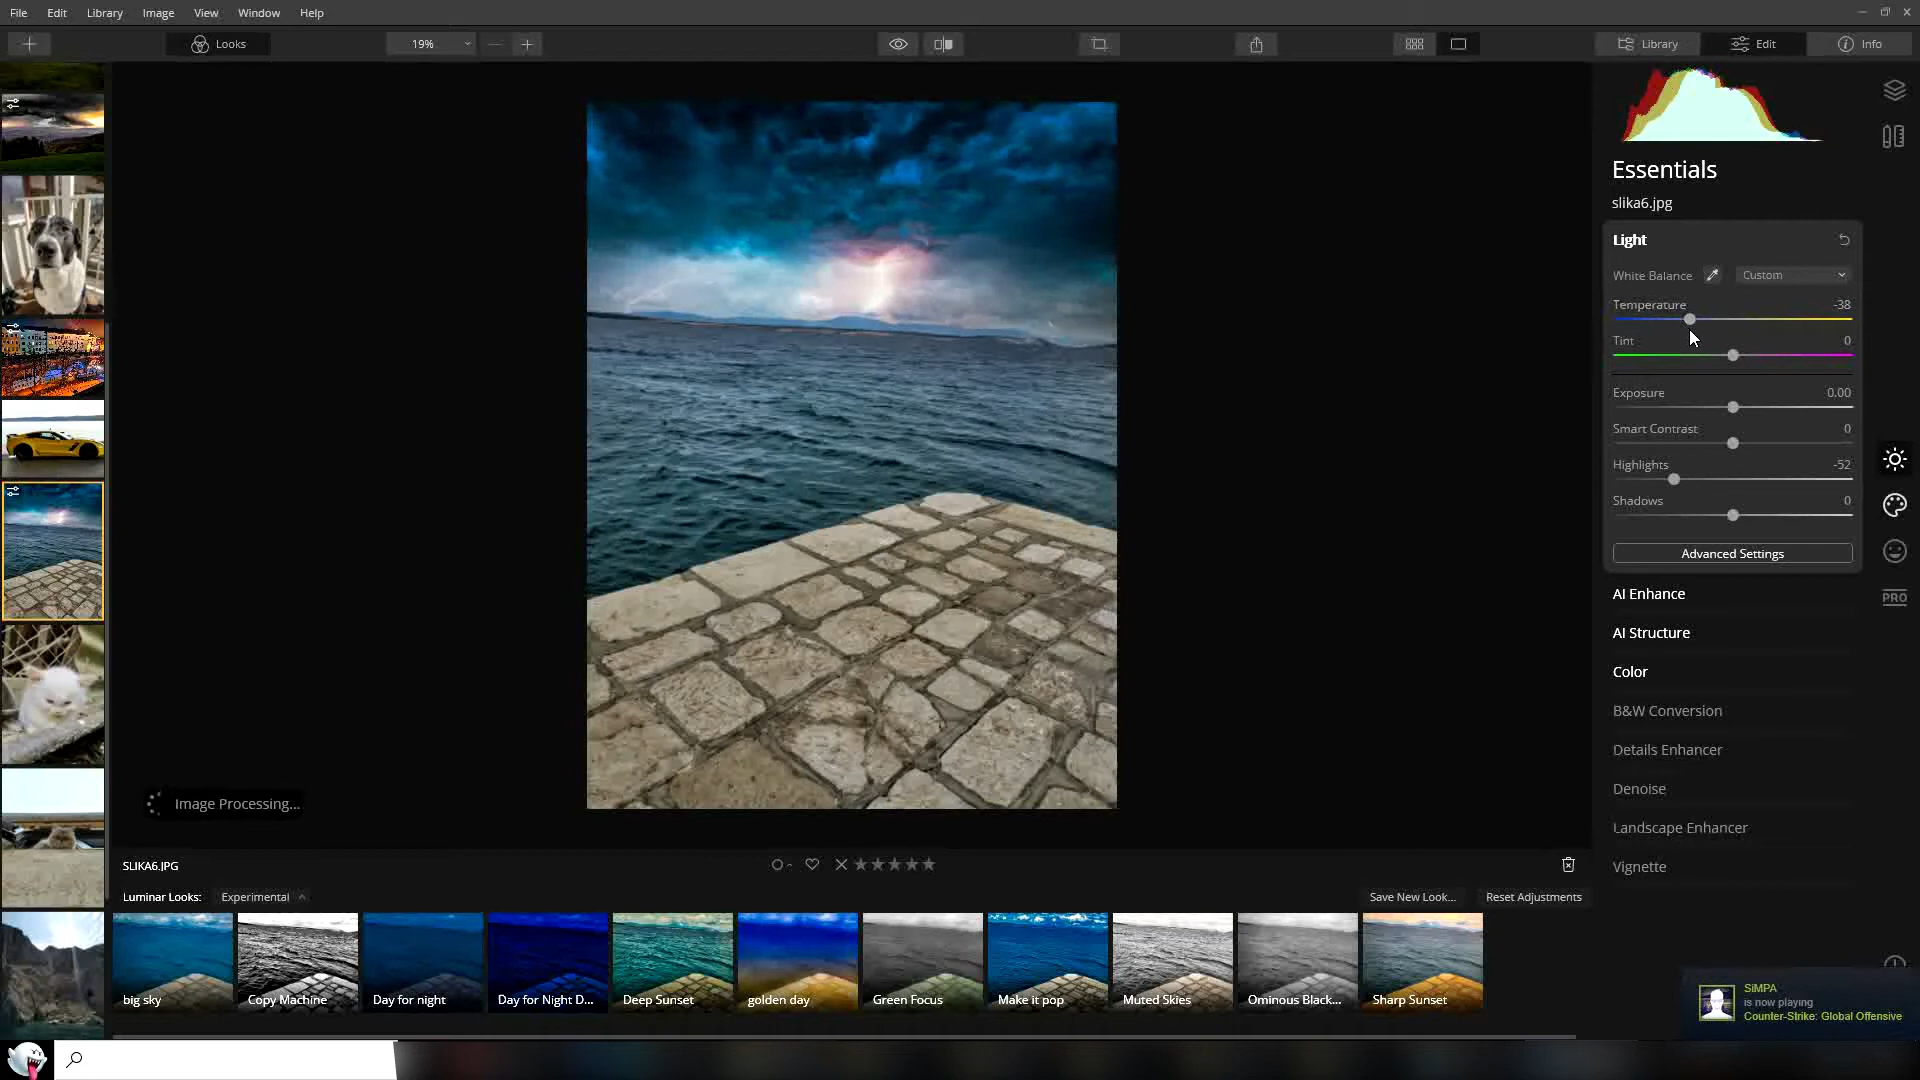 File Edit Library Image View Window Help
Looks 19% Library Edit Info
Essentials
slika6.jpg
Light
White Balance Custom
Temperature -38
Tint 0
Exposure 0.00
Smart Contrast 0
Highlights -52
Shadows 0
Advanced Settings
AI Enhance
AI Structure
Color
B&W Conversion
Details Enhancer
Denoise
Landscape Enhancer
Vignette
PRO
Image Processing...
SLIKA6.JPG
Luminar Looks: Experimental Save New Look... Reset Adjustments
big sky Copy Machine Day for night Day for Night D... Deep Sunset golden day Green Focus Make it pop Muted Skies Ominous Black... Sharp Sunset
SiMPA
is now playing
Counter-Strike: Global Offensive